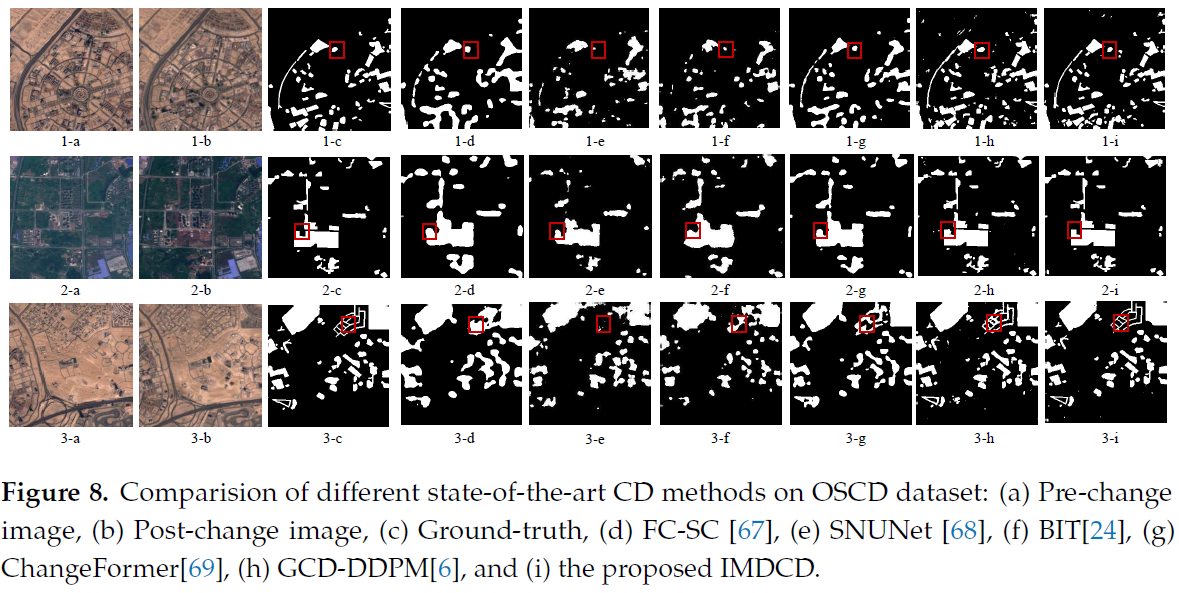 1-a 1-b 1-c 1-d 1-e 1-f 1-g 1-h 1-i
2-a 2-b 2-c 2-d 2-e 2-f 2-g 2-h 2-i
3-a 3-b 3-c 3-d 3-e 3-f 3-g 3-h 3-i
Figure 8. Comparision of different state-of-the-art CD methods on OSCD dataset: (a) Pre-change
image, (b) Post-change image, (c) Ground-truth, (d) FC-SC [67], (e) SNUNet [68], (f) BIT[24], (g)
ChangeFormer[69], (h) GCD-DDPM[6], and (i) the proposed IMDCD.